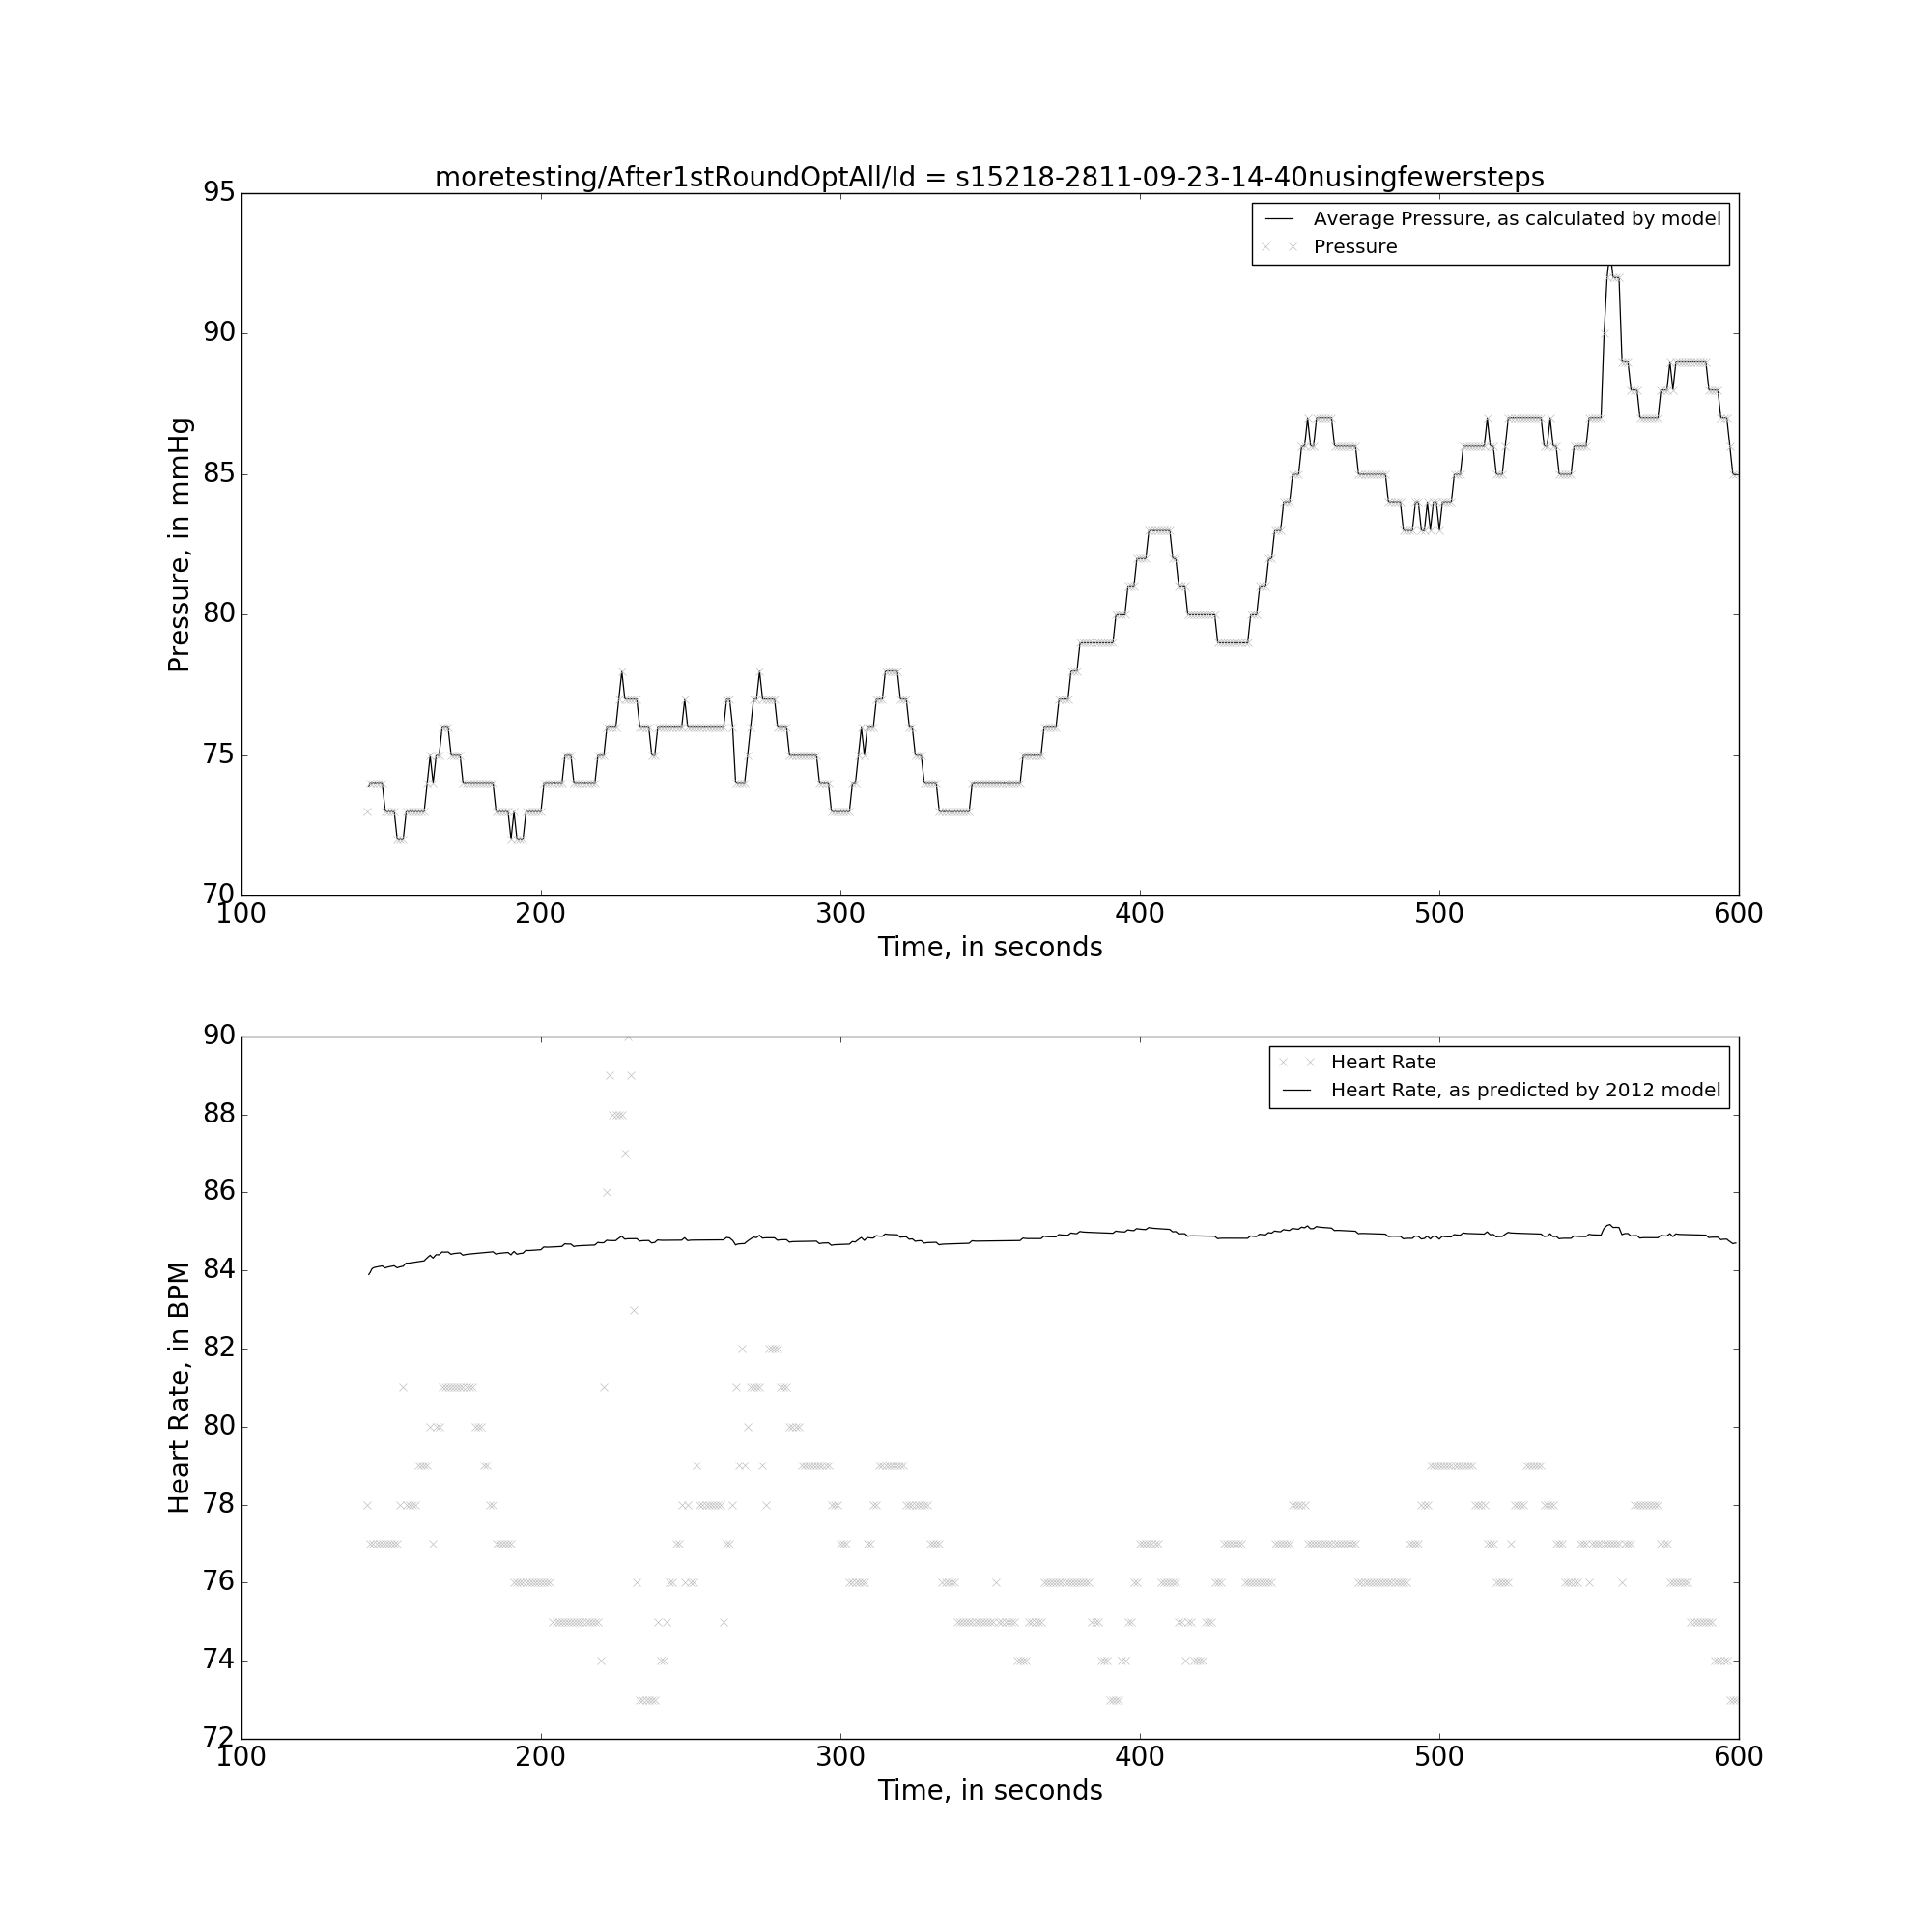 moretesting/After1stRoundOptAll/Id = s15218-2811-09-23-14-40nusingfewersteps
95
Average Pressure, as calculated by model
Pressure
90
85
80
75
70
Pressure, in mmHg
100 200 300 400 500 600
Time, in seconds
90
Heart Rate
Heart Rate, as predicted by 2012 model
88
86
84
82
80
78
76
74
72
Heart Rate, in BPM
100 200 300 400 500 600
Time, in seconds